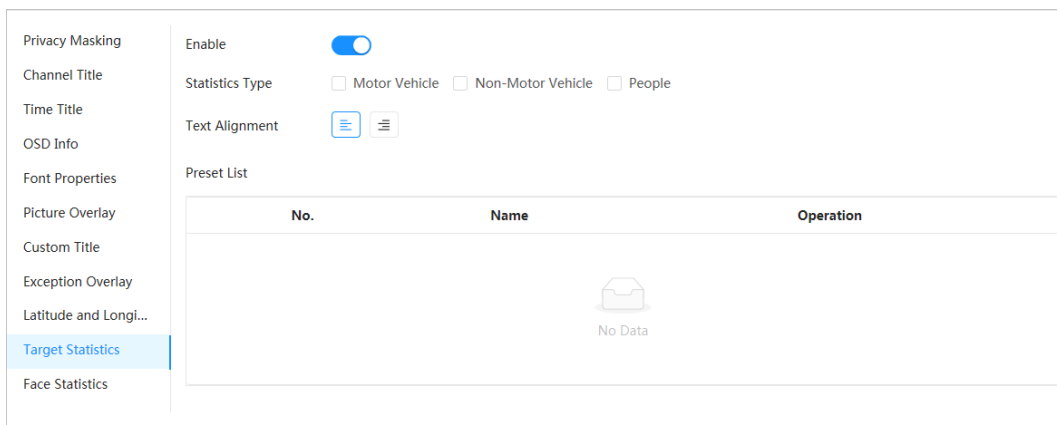 Privacy Masking
Channel Title
Time Title
OSD Info
Font Properties
Picture Overlay
Custom Title
Exception Overlay
Latitude and Longi...
Target Statistics
Face Statistics
Enable
Statistics Type
Motor Vehicle Non-Motor Vehicle People
Text Alignment
Preset List
No. Name Operation
No Data